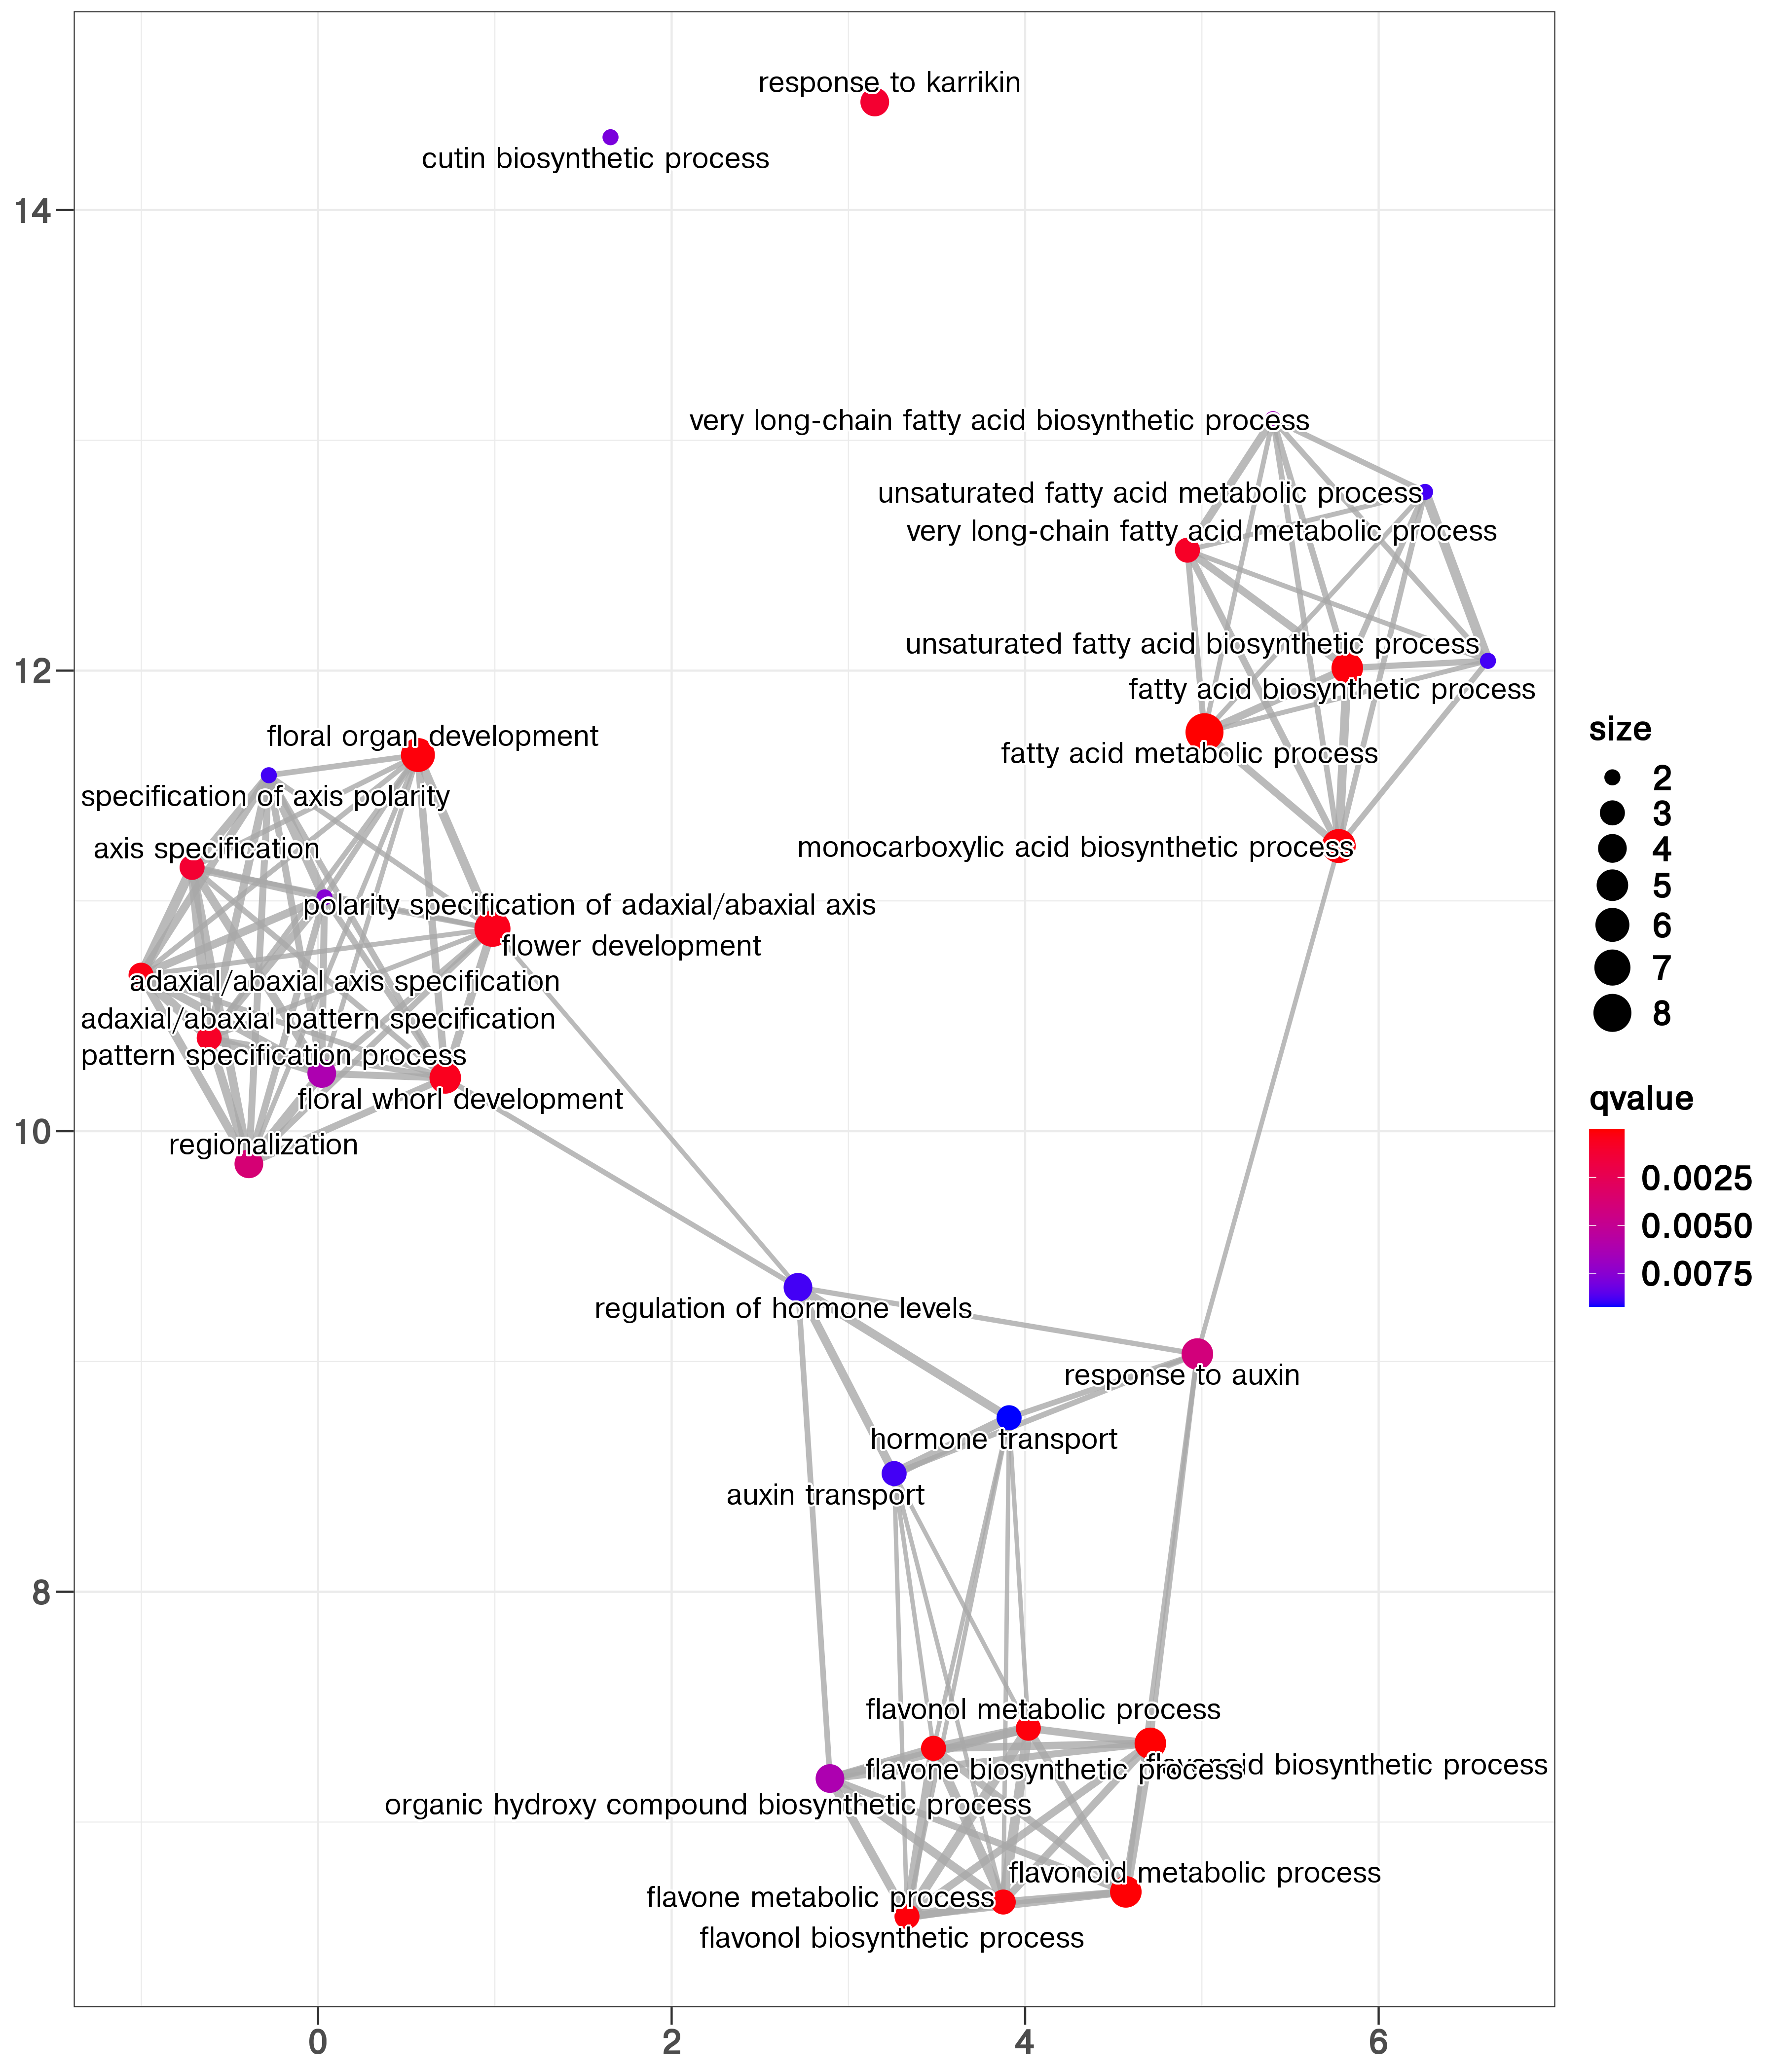 response to karrikin
cutin biosynthetic process
14
very long-chain fatty acid biosynthetic process
unsaturated fatty acid metabolic process
very long-chain fatty acid metabolic process
unsaturated fatty acid biosynthetic process
12
fatty acid biosynthetic process
fatty acid metabolic process
floral organ development
specification of axis polarity
axis specification
monocarboxylic acid biosynthetic process
polarity specification of adaxial/abaxial axis
flower development
adaxial/abaxial axis specification
adaxial/abaxial pattern specification
pattern specification process
floral whorl development
10
regionalization
regulation of hormone levels
response to auxin
hormone transport
auxin transport
8
flavonol metabolic process
flavonoid biosynthetic process
flavone biosynthetic process
organic hydroxy compound biosynthetic process
flavonoid metabolic process
flavone metabolic process
flavonol biosynthetic process
0
2
4
6
size
2
3
4
5
6
7
8
qvalue
0.0025
0.0050
0.0075